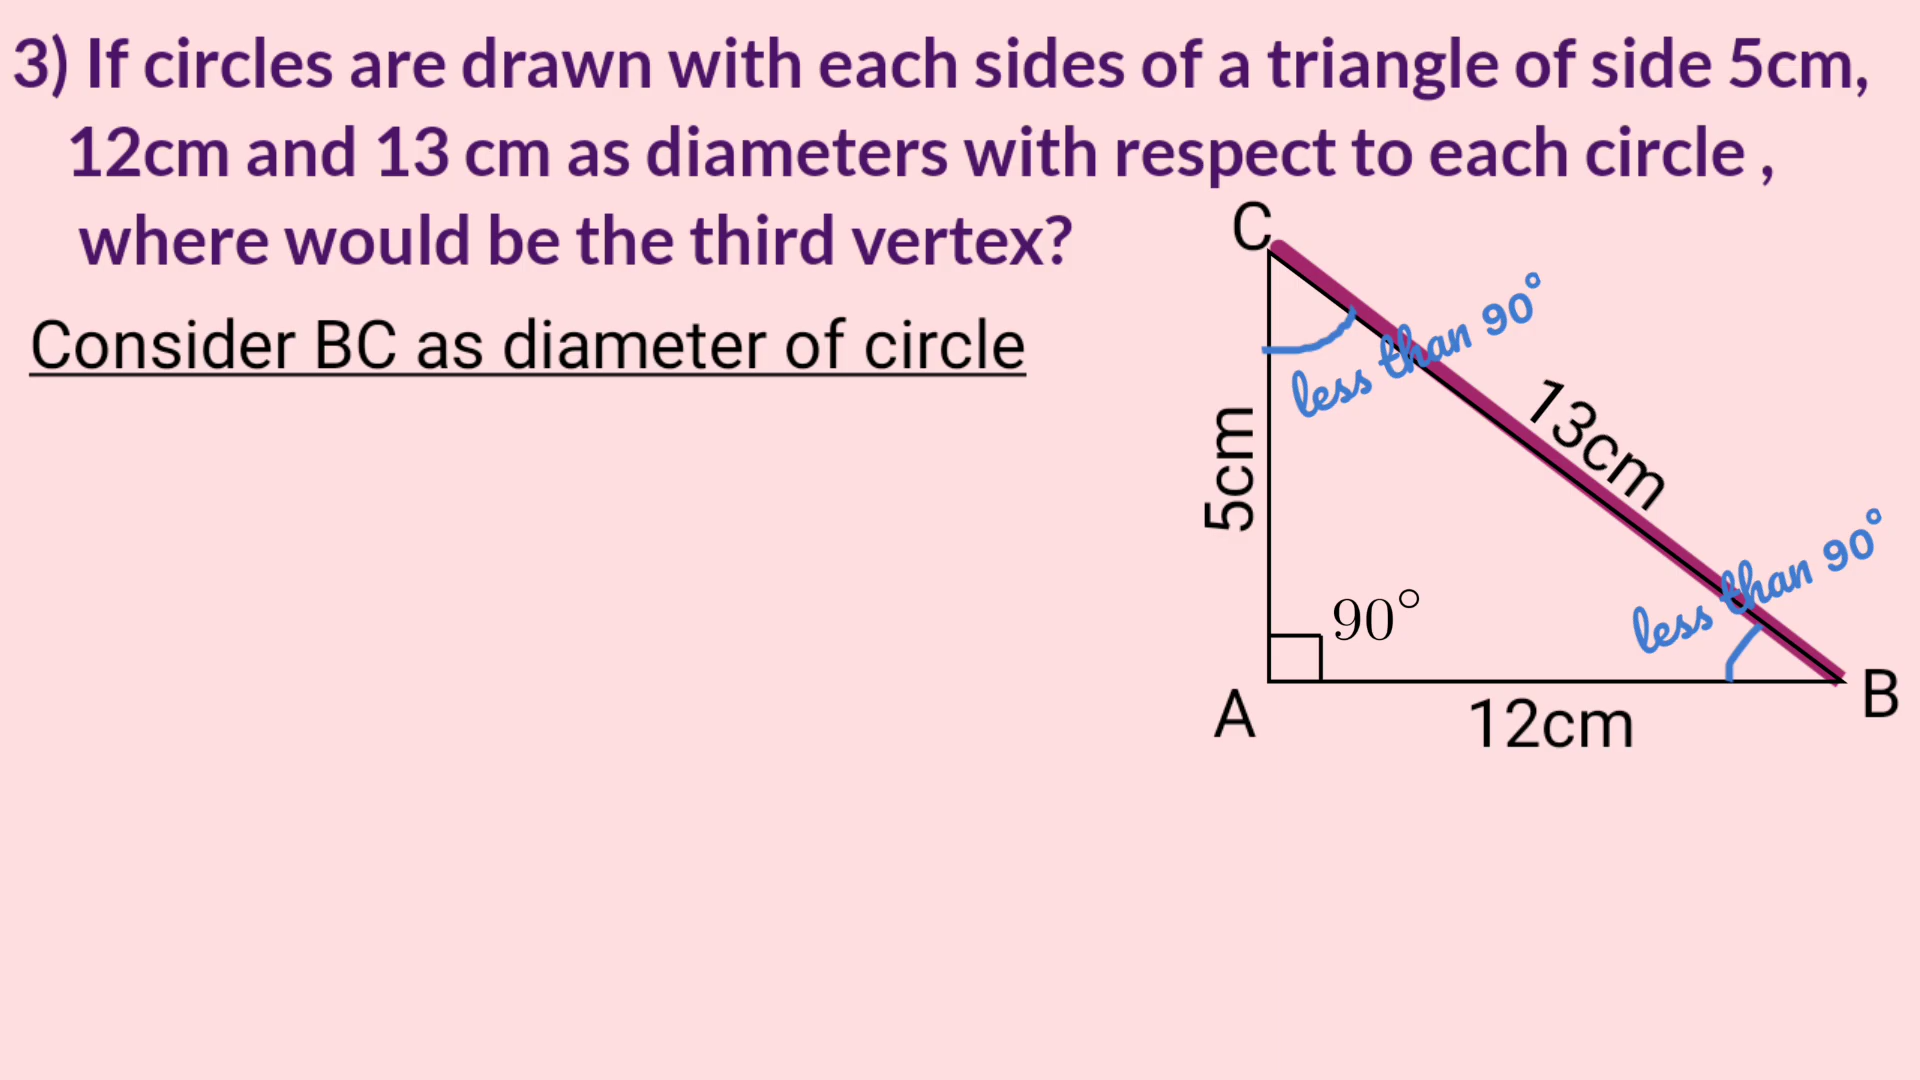 3) If circles are drawn with each sides of a triangle of side 5cm,
12cm and 13 cm as diameters with respect to each circle ,
where would be the third vertex?
Consider BC as diameter of circle
C
less than 90°
5cm
13cm
90°
less than 90°
A
12cm
B